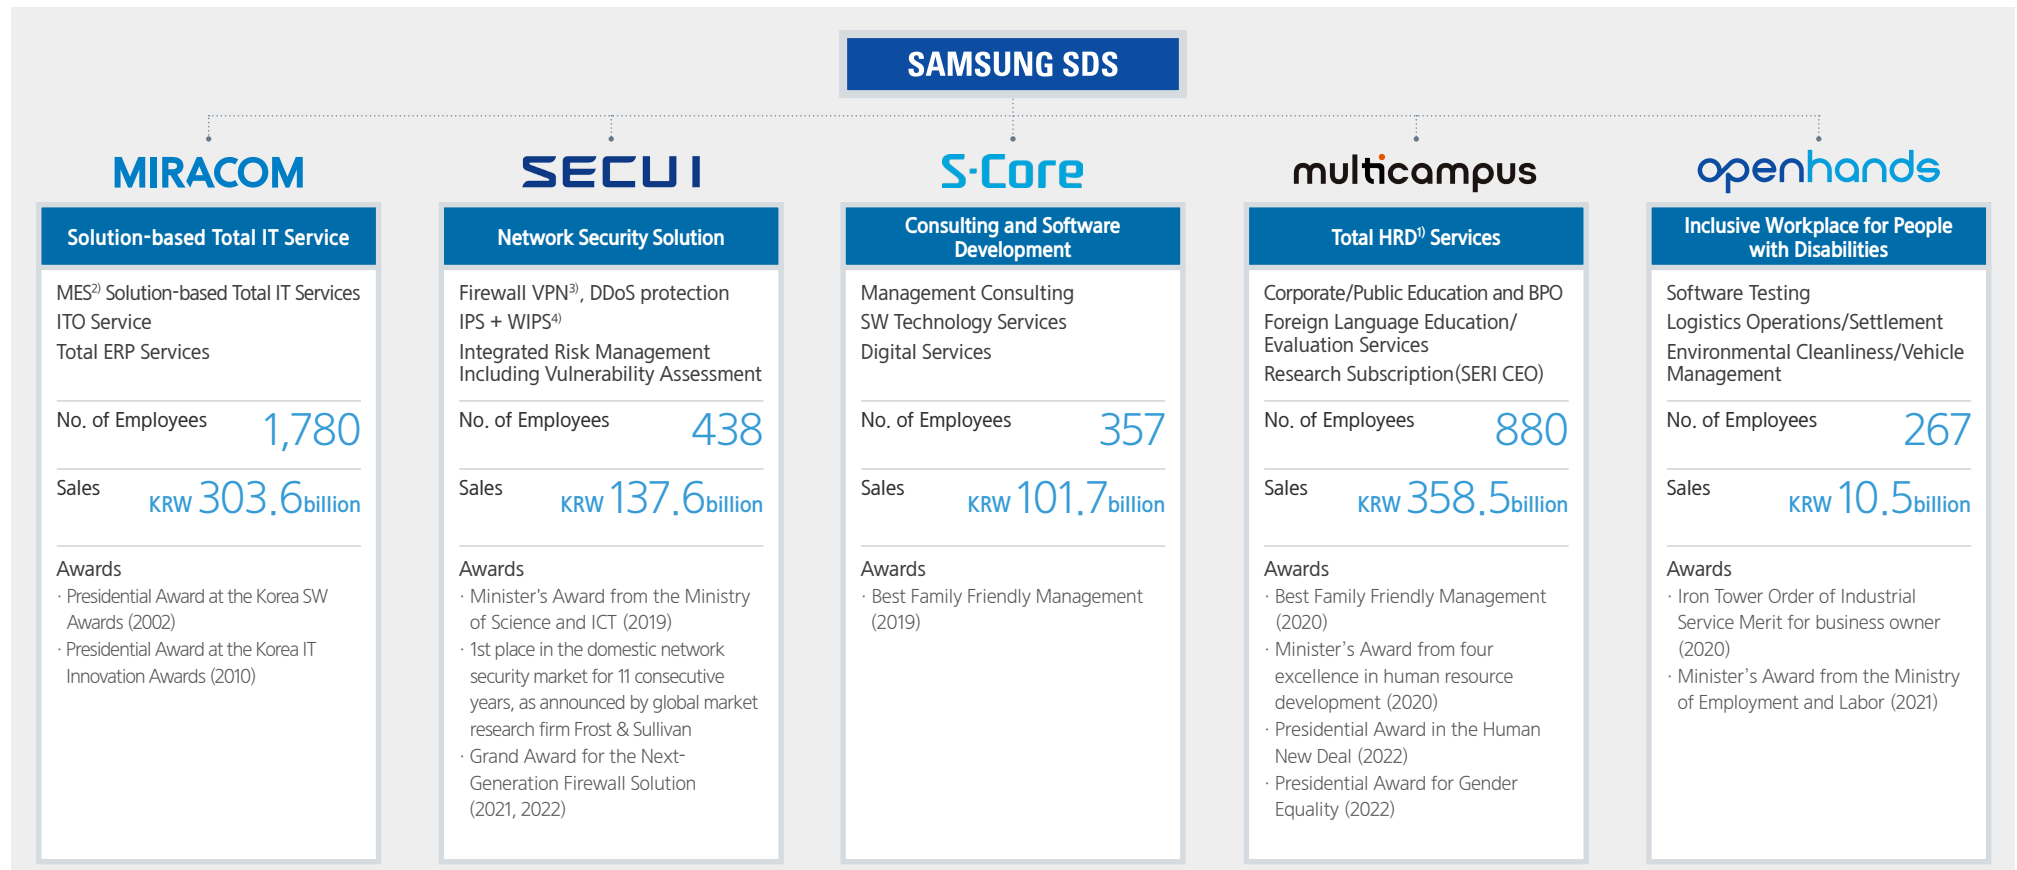 SAMSUNG SDS
MIRACOM
Solution-based Total IT Service
MES2) Solution-based Total IT Services
ITO Service
Total ERP Services
No. of Employees 1,780
Sales KRW 303.6billion
Awards
· Presidential Award at the Korea SW
Awards (2002)
· Presidential Award at the Korea IT
Innovation Awards (2010)
SECUI
Network Security Solution
Firewall VPN3), DDoS protection
IPS + WIPS4)
Integrated Risk Management
Including Vulnerability Assessment
No. of Employees 438
Sales KRW 137.6billion
Awards
· Minister's Award from the Ministry
of Science and ICT (2019)
· 1st place in the domestic network
security market for 11 consecutive
years, as announced by global market
research firm Frost & Sullivan
· Grand Award for the Next-
Generation Firewall Solution
(2021, 2022)
S-Core
Consulting and Software
Development
Management Consulting
SW Technology Services
Digital Services
No. of Employees 357
Sales KRW 101.7billion
Awards
· Best Family Friendly Management
(2019)
multicampus
Total HRD1) Services
Corporate/Public Education and BPO
Foreign Language Education/
Evaluation Services
Research Subscription(SERI CEO)
No. of Employees 880
Sales KRW 358.5billion
Awards
· Best Family Friendly Management
(2020)
· Minister’s Award from four
excellence in human resource
development (2020)
· Presidential Award in the Human
New Deal (2022)
· Presidential Award for Gender
Equality (2022)
openhands
Inclusive Workplace for People
with Disabilities
Software Testing
Logistics Operations/Settlement
Environmental Cleanliness/Vehicle
Management
No. of Employees 267
Sales KRW 10.5billion
Awards
· Iron Tower Order of Industrial
Service Merit for business owner
(2020)
· Minister’s Award from the Ministry
of Employment and Labor (2021)